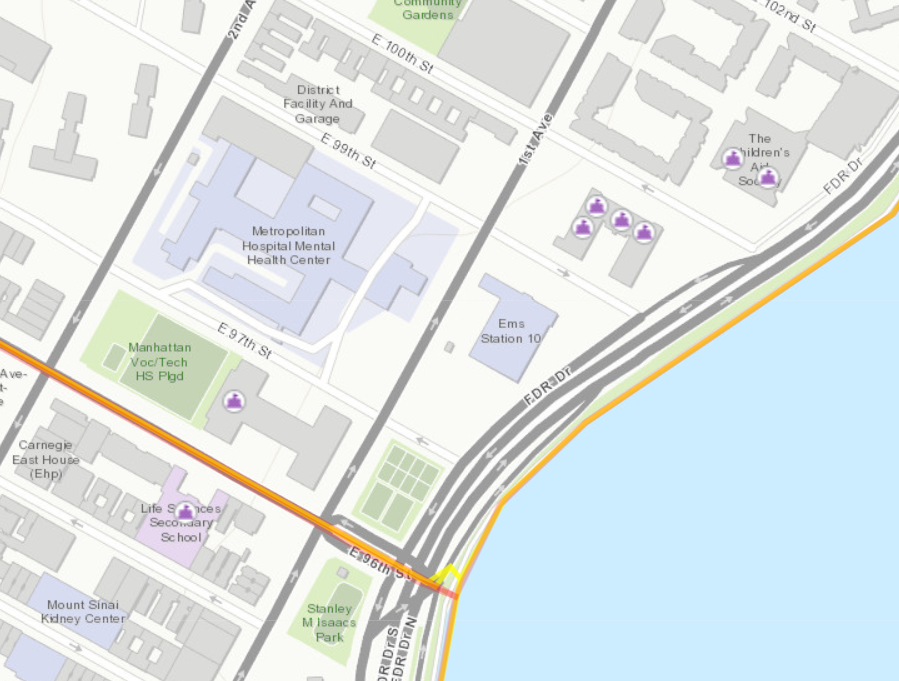 2nd A
Community
Gardens
E 100th St
E 102nd St
District
Facility And
Garage
E 99th St
1st Ave
The
Children's
Aid
Society
FDR Dr
Metropolitan
Hospital Mental
Health Center
Ems
Station 10
E 97th St
Manhattan
Voc/Tech
HS Plgd
FDR Dr
Ave-
t-
e
Carnegie
East House
(Ehp)
Life Sciences
Secondary
School
E 96th St
Mount Sinai
Kidney Center
Stanley
M Isaacs
Park
DR Dr S
FDR Dr N